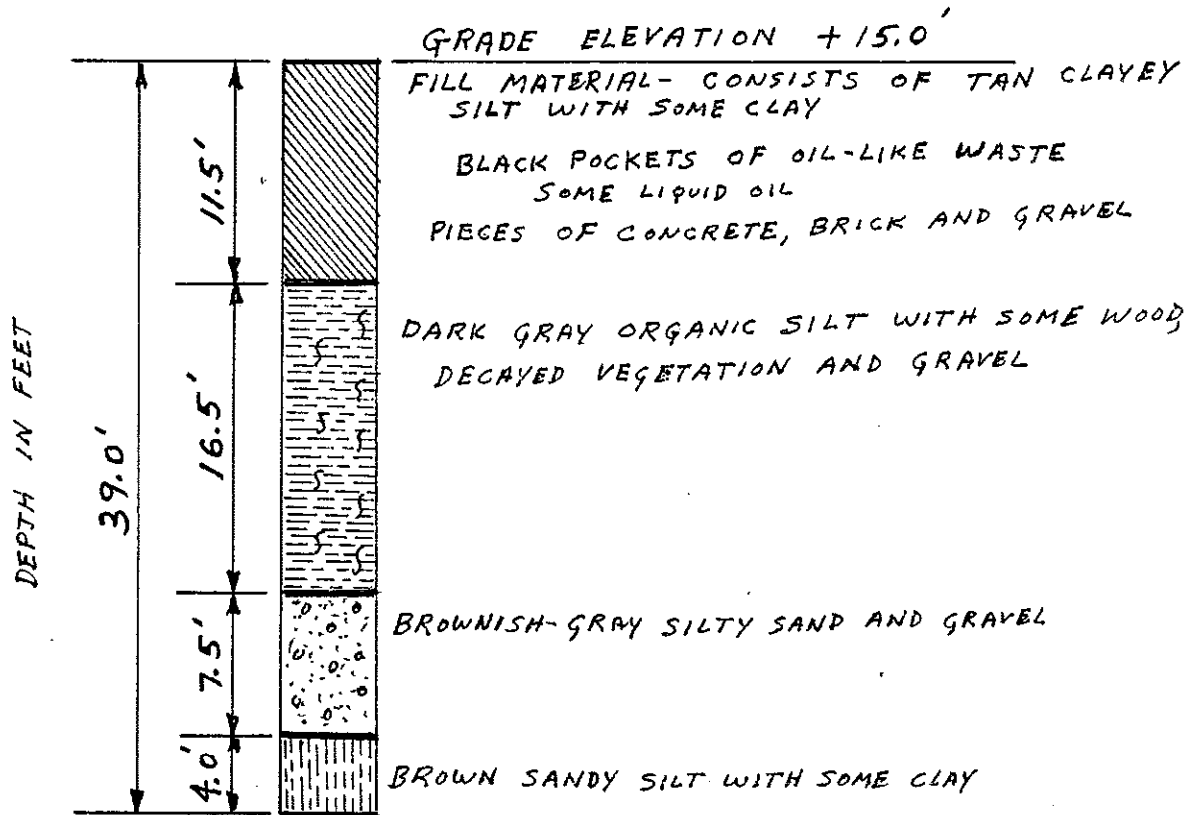 GRADE ELEVATION +15.0'
FILL MATERIAL- CONSISTS OF TAN CLAYEY
SILT WITH SOME CLAY
BLACK POCKETS OF OIL-LIKE WASTE
SOME LIQUID OIL
PIECES OF CONCRETE, BRICK AND GRAVEL
11.5'
DARK GRAY ORGANIC SILT WITH SOME WOOD,
DECAYED VEGETATION AND GRAVEL
16.5'
DEPTH IN FEET
39.0'
BROWNISH-GRAY SILTY SAND AND GRAVEL
7.5'
BROWN SANDY SILT WITH SOME CLAY
4.0'